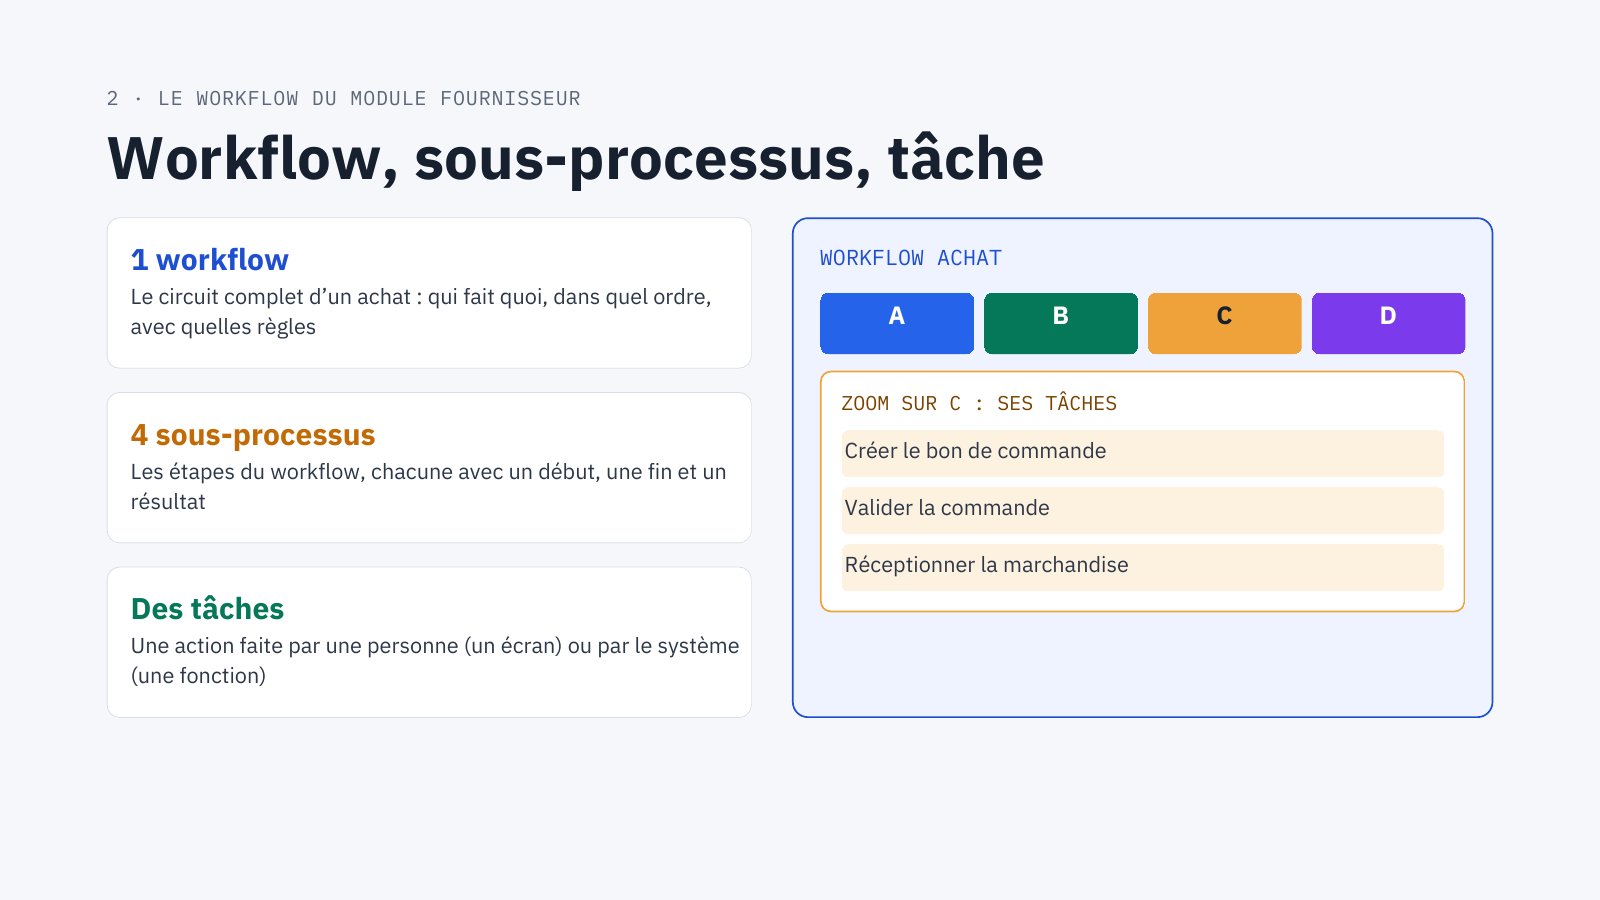 2 · LE WORKFLOW DU MODULE FOURNISSEUR
Workflow, sous-processus, tâche
1 workflow
Le circuit complet d’un achat : qui fait quoi, dans quel ordre,
avec quelles règles
4 sous-processus
Les étapes du workflow, chacune avec un début, une fin et un
résultat
Des tâches
Une action faite par une personne (un écran) ou par le système
(une fonction)
WORKFLOW ACHAT
A B C D
ZOOM SUR C : SES TÂCHES
Créer le bon de commande
Valider la commande
Réceptionner la marchandise